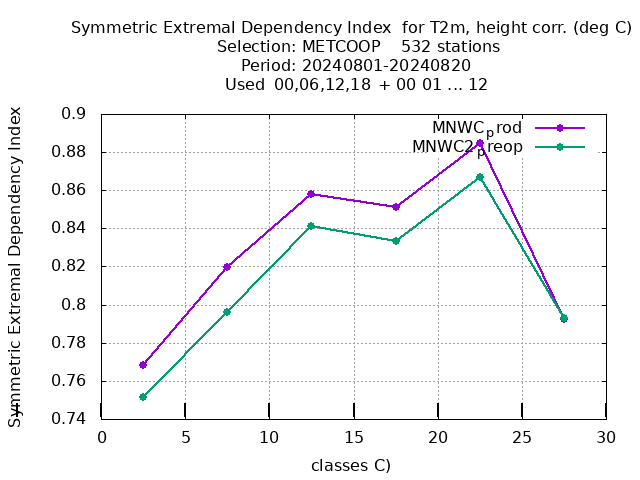 Symmetric Extremal Dependency Index for T2m, height corr. (deg C)
Selection: METCOOP 532 stations
Period: 20240801-20240820
Used 00,06,12,18 + 00 01 ... 12
Symmetric Extremal Dependency Index
MNWC_prod
MNWC2_preop
0.9
0.88
0.86
0.84
0.82
0.8
0.78
0.76
0.74
0 5 10 15 20 25 30
classes C)